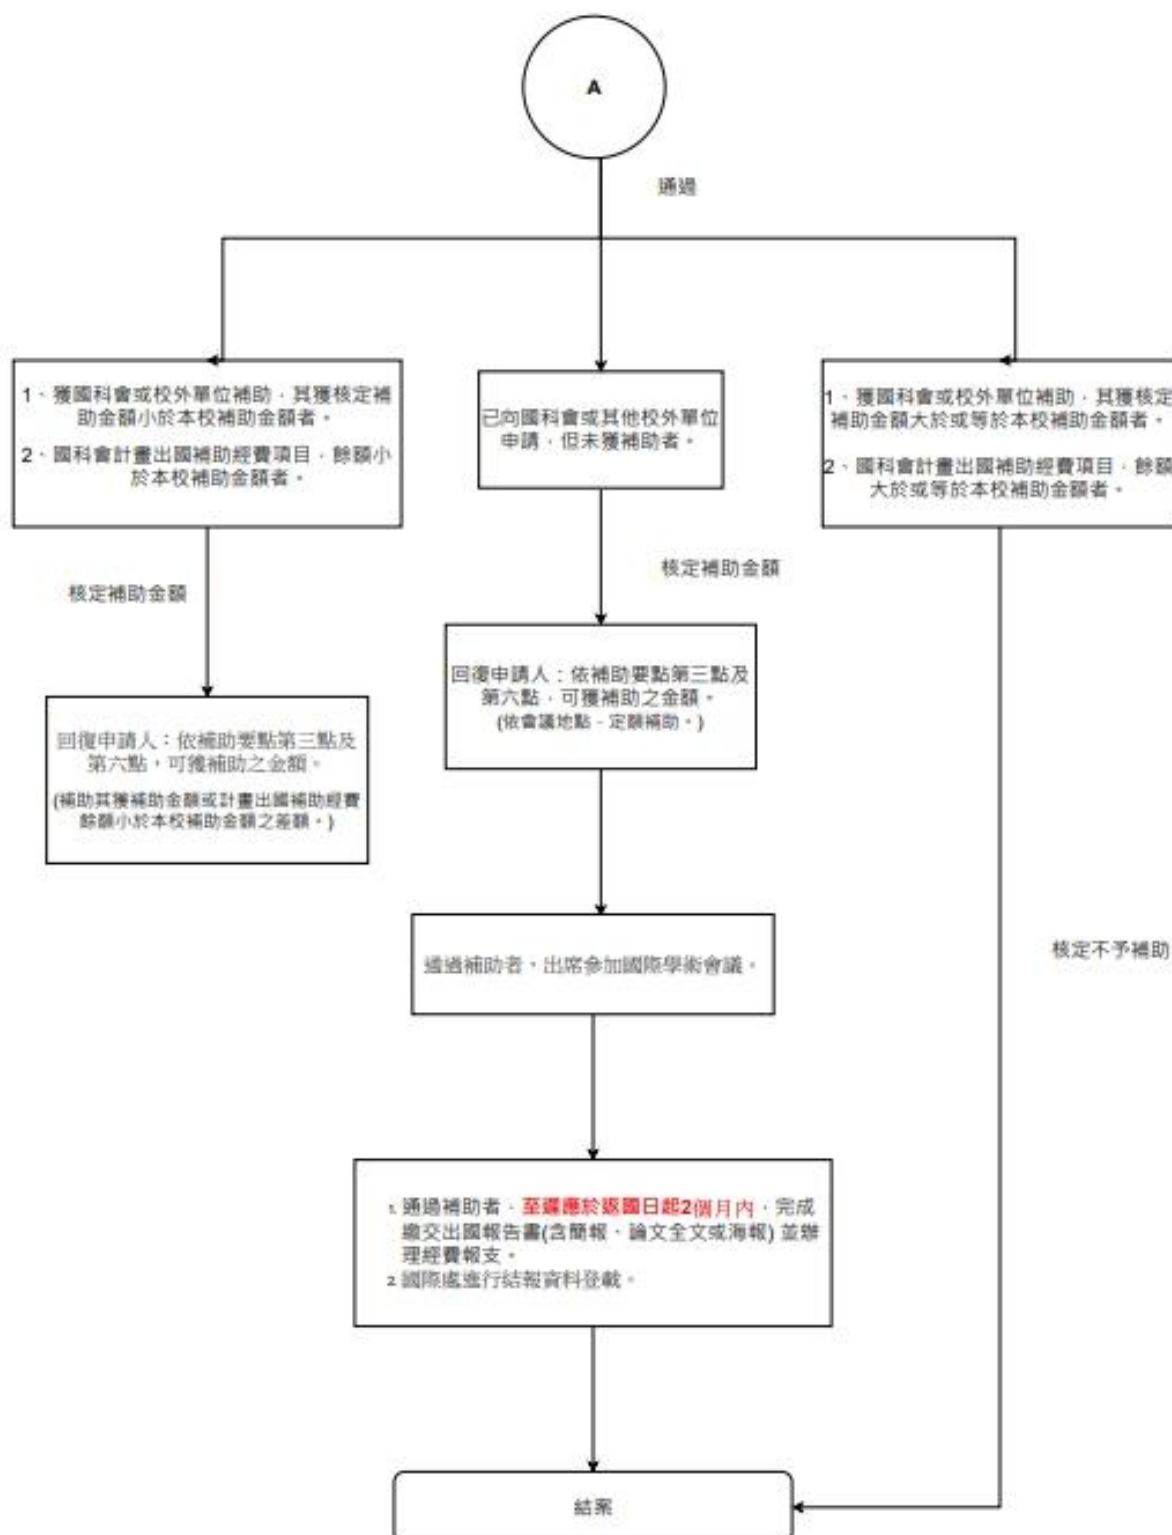 A
通過
1、獲國科會或校外單位補助，其獲核定補
助金額小於本校補助金額者。
2、國科會計畫出國補助經費項目，餘額小
於本校補助金額者。
已向國科會或其他校外單位
申請，但未獲補助者。
1、獲國科會或校外單位補助，其獲核定
補助金額大於或等於本校補助金額者。
2、國科會計畫出國補助經費項目，餘額
大於或等於本校補助金額者。
核定補助金額
核定補助金額
回復申請人：依補助要點第三點及
第六點，可獲補助之金額。
(補助其獲補助金額或計畫出國補助經費
餘額小於本校補助金額之差額。)
回復申請人：依補助要點第三點及
第六點，可獲補助之金額。
(依會議地點，定額補助。)
通過補助者，出席參加國際學術會議。
核定不予補助
1. 通過補助者，至遲應於返國日起2個月內，完成
繳交出國報告書(含簡報、論文全文或海報) 並辦
理經費報支。
2. 國際處進行結報資料登載。
結案